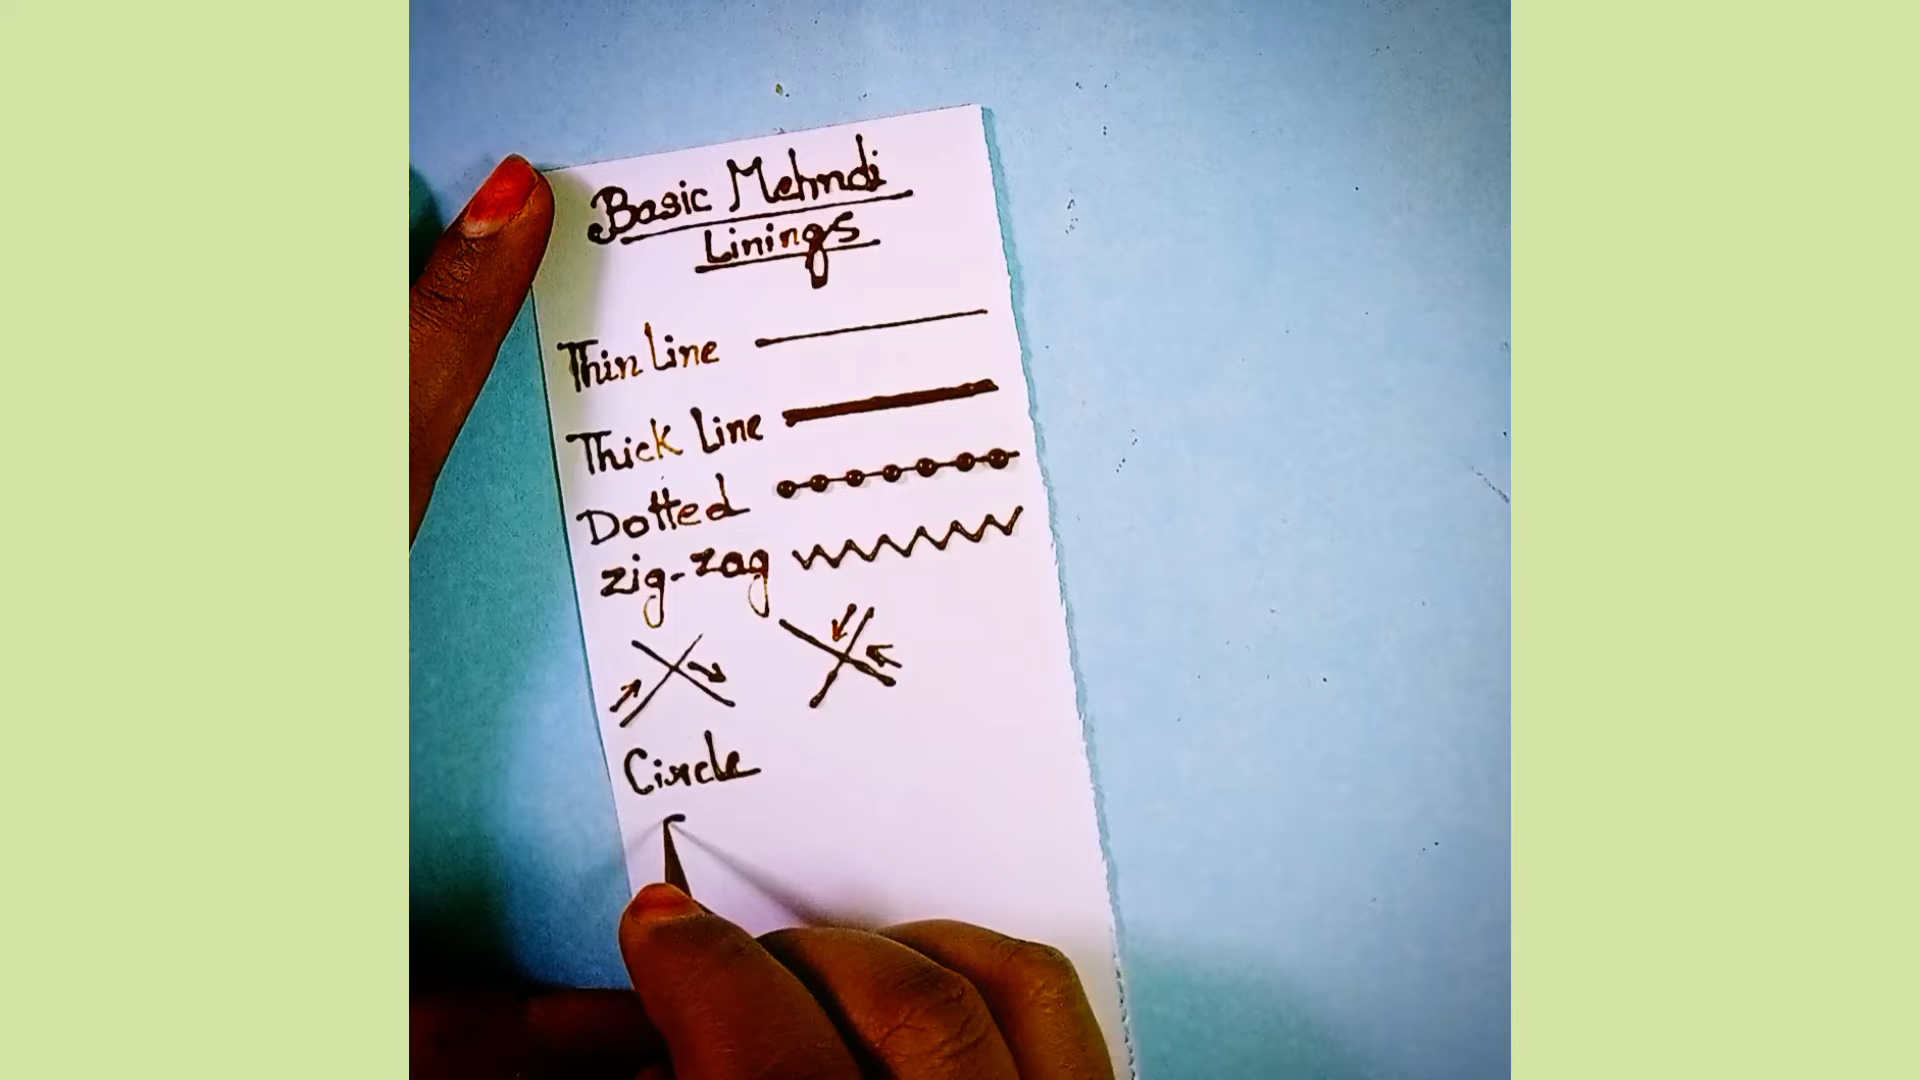 Basic Mehndi
Linings
Thin Line
Thick Line
Dotted
zig-zag
Circle